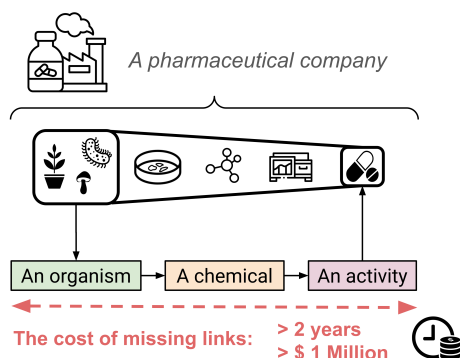 A pharmaceutical company
An organism
A chemical
An activity
The cost of missing links:
> 2 years
> $ 1 Million